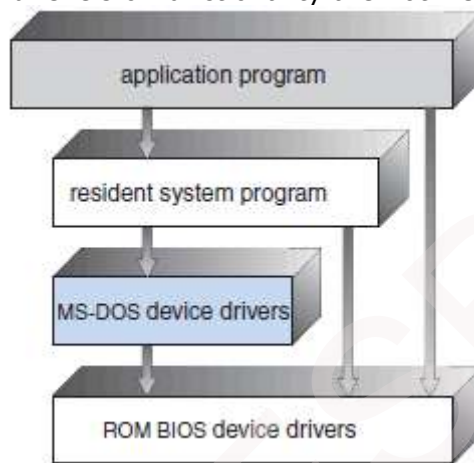 application program
resident system program
MS-DOS device drivers
ROM BIOS device drivers